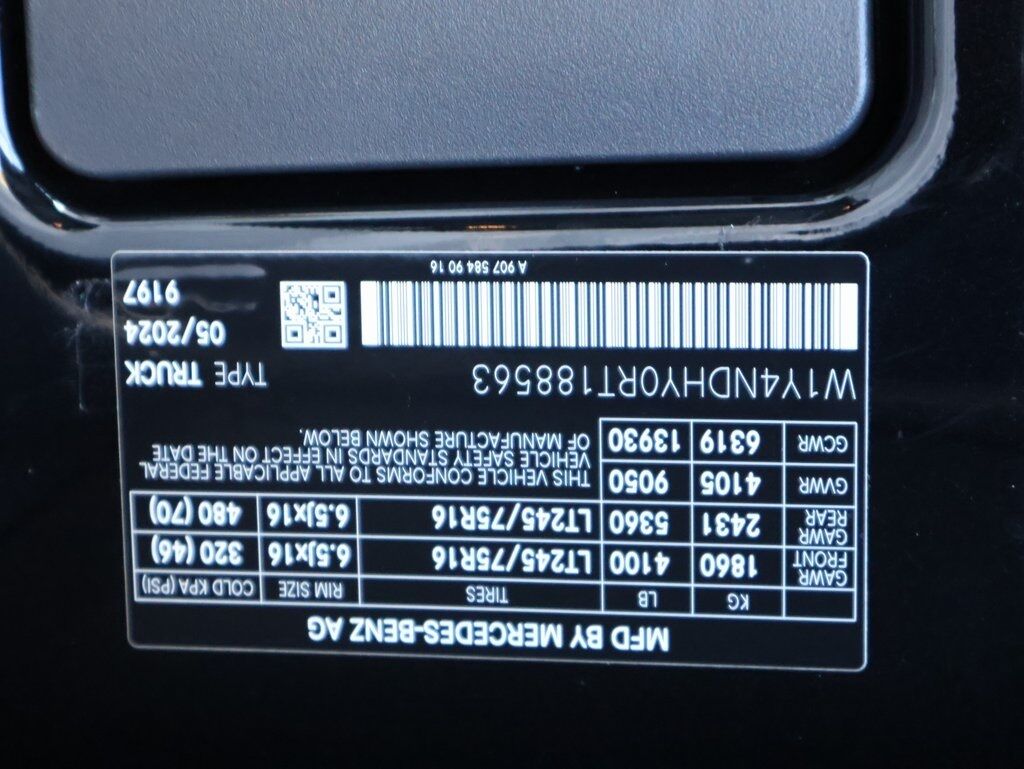 MFD BY MERCEDES-BENZ AG
KG LB TIRES RIM SIZE COLD KPA (PSI)
GAWR FRONT 1860 4100 LT245/75R16 6.5Jx16 320 (46)
GAWR REAR 2431 5360 LT245/75R16 6.5Jx16 480 (70)
GVWR 4105 9050
GCWR 6319 13930
THIS VEHICLE CONFORMS TO ALL APPLICABLE FEDERAL
VEHICLE SAFETY STANDARDS IN EFFECT ON THE DATE
OF MANUFACTURE SHOWN BELOW.
W1Y4NDHY0RT188563 TYPE TRUCK
05/2024
9197
A 907 584 90 16